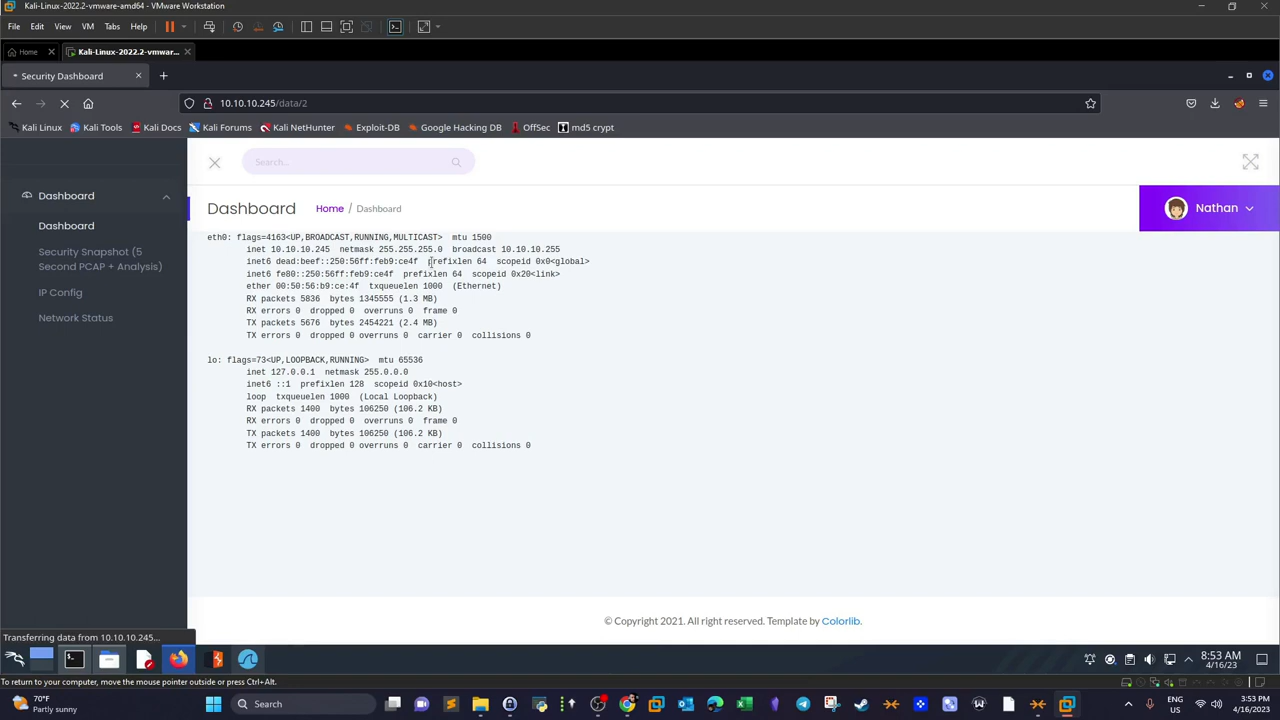 Kali-Linux-2022.2-vmware-amd64 - VMware Workstation
File Edit View VM Tabs Help
Home Kali-Linux-2022.2-vmwar...
Security Dashboard
10.10.10.245/data/2
Kali Linux Kali Tools Kali Docs Kali Forums Kali NetHunter Exploit-DB Google Hacking DB OffSec md5 crypt
Search...
Dashboard
Dashboard
Security Snapshot (5
Second PCAP + Analysis)
IP Config
Network Status
Dashboard Home / Dashboard
Nathan
eth0: flags=4163<UP,BROADCAST,RUNNING,MULTICAST>  mtu 1500
inet 10.10.10.245  netmask 255.255.255.0  broadcast 10.10.10.255
inet6 dead:beef::250:56ff:feb9:ce4f  prefixlen 64  scopeid 0x0<global>
inet6 fe80::250:56ff:feb9:ce4f  prefixlen 64  scopeid 0x20<link>
ether 00:50:56:b9:ce:4f  txqueuelen 1000  (Ethernet)
RX packets 5836  bytes 1345555 (1.3 MB)
RX errors 0  dropped 0  overruns 0  frame 0
TX packets 5676  bytes 2454221 (2.4 MB)
TX errors 0  dropped 0 overruns 0  carrier 0  collisions 0
lo: flags=73<UP,LOOPBACK,RUNNING>  mtu 65536
inet 127.0.0.1  netmask 255.0.0.0
inet6 ::1  prefixlen 128  scopeid 0x10<host>
loop  txqueuelen 1000  (Local Loopback)
RX packets 1400  bytes 106250 (106.2 KB)
RX errors 0  dropped 0  overruns 0  frame 0
TX packets 1400  bytes 106250 (106.2 KB)
TX errors 0  dropped 0 overruns 0  carrier 0  collisions 0
© Copyright 2021. All right reserved. Template by Colorlib.
Transferring data from 10.10.10.245...
8:53 AM
4/16/23
To return to your computer, move the mouse pointer outside or press Ctrl+Alt.
70°F
Partly sunny
Search
ENG
US
3:53 PM
4/16/2023